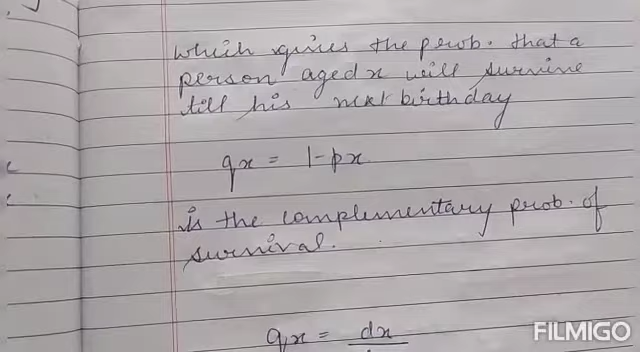 which gives the prob. that a
person aged x will survive
till his next birthday
qx = 1-px
is the complementary prob. of
survival.
qx = dx
FILMIGO